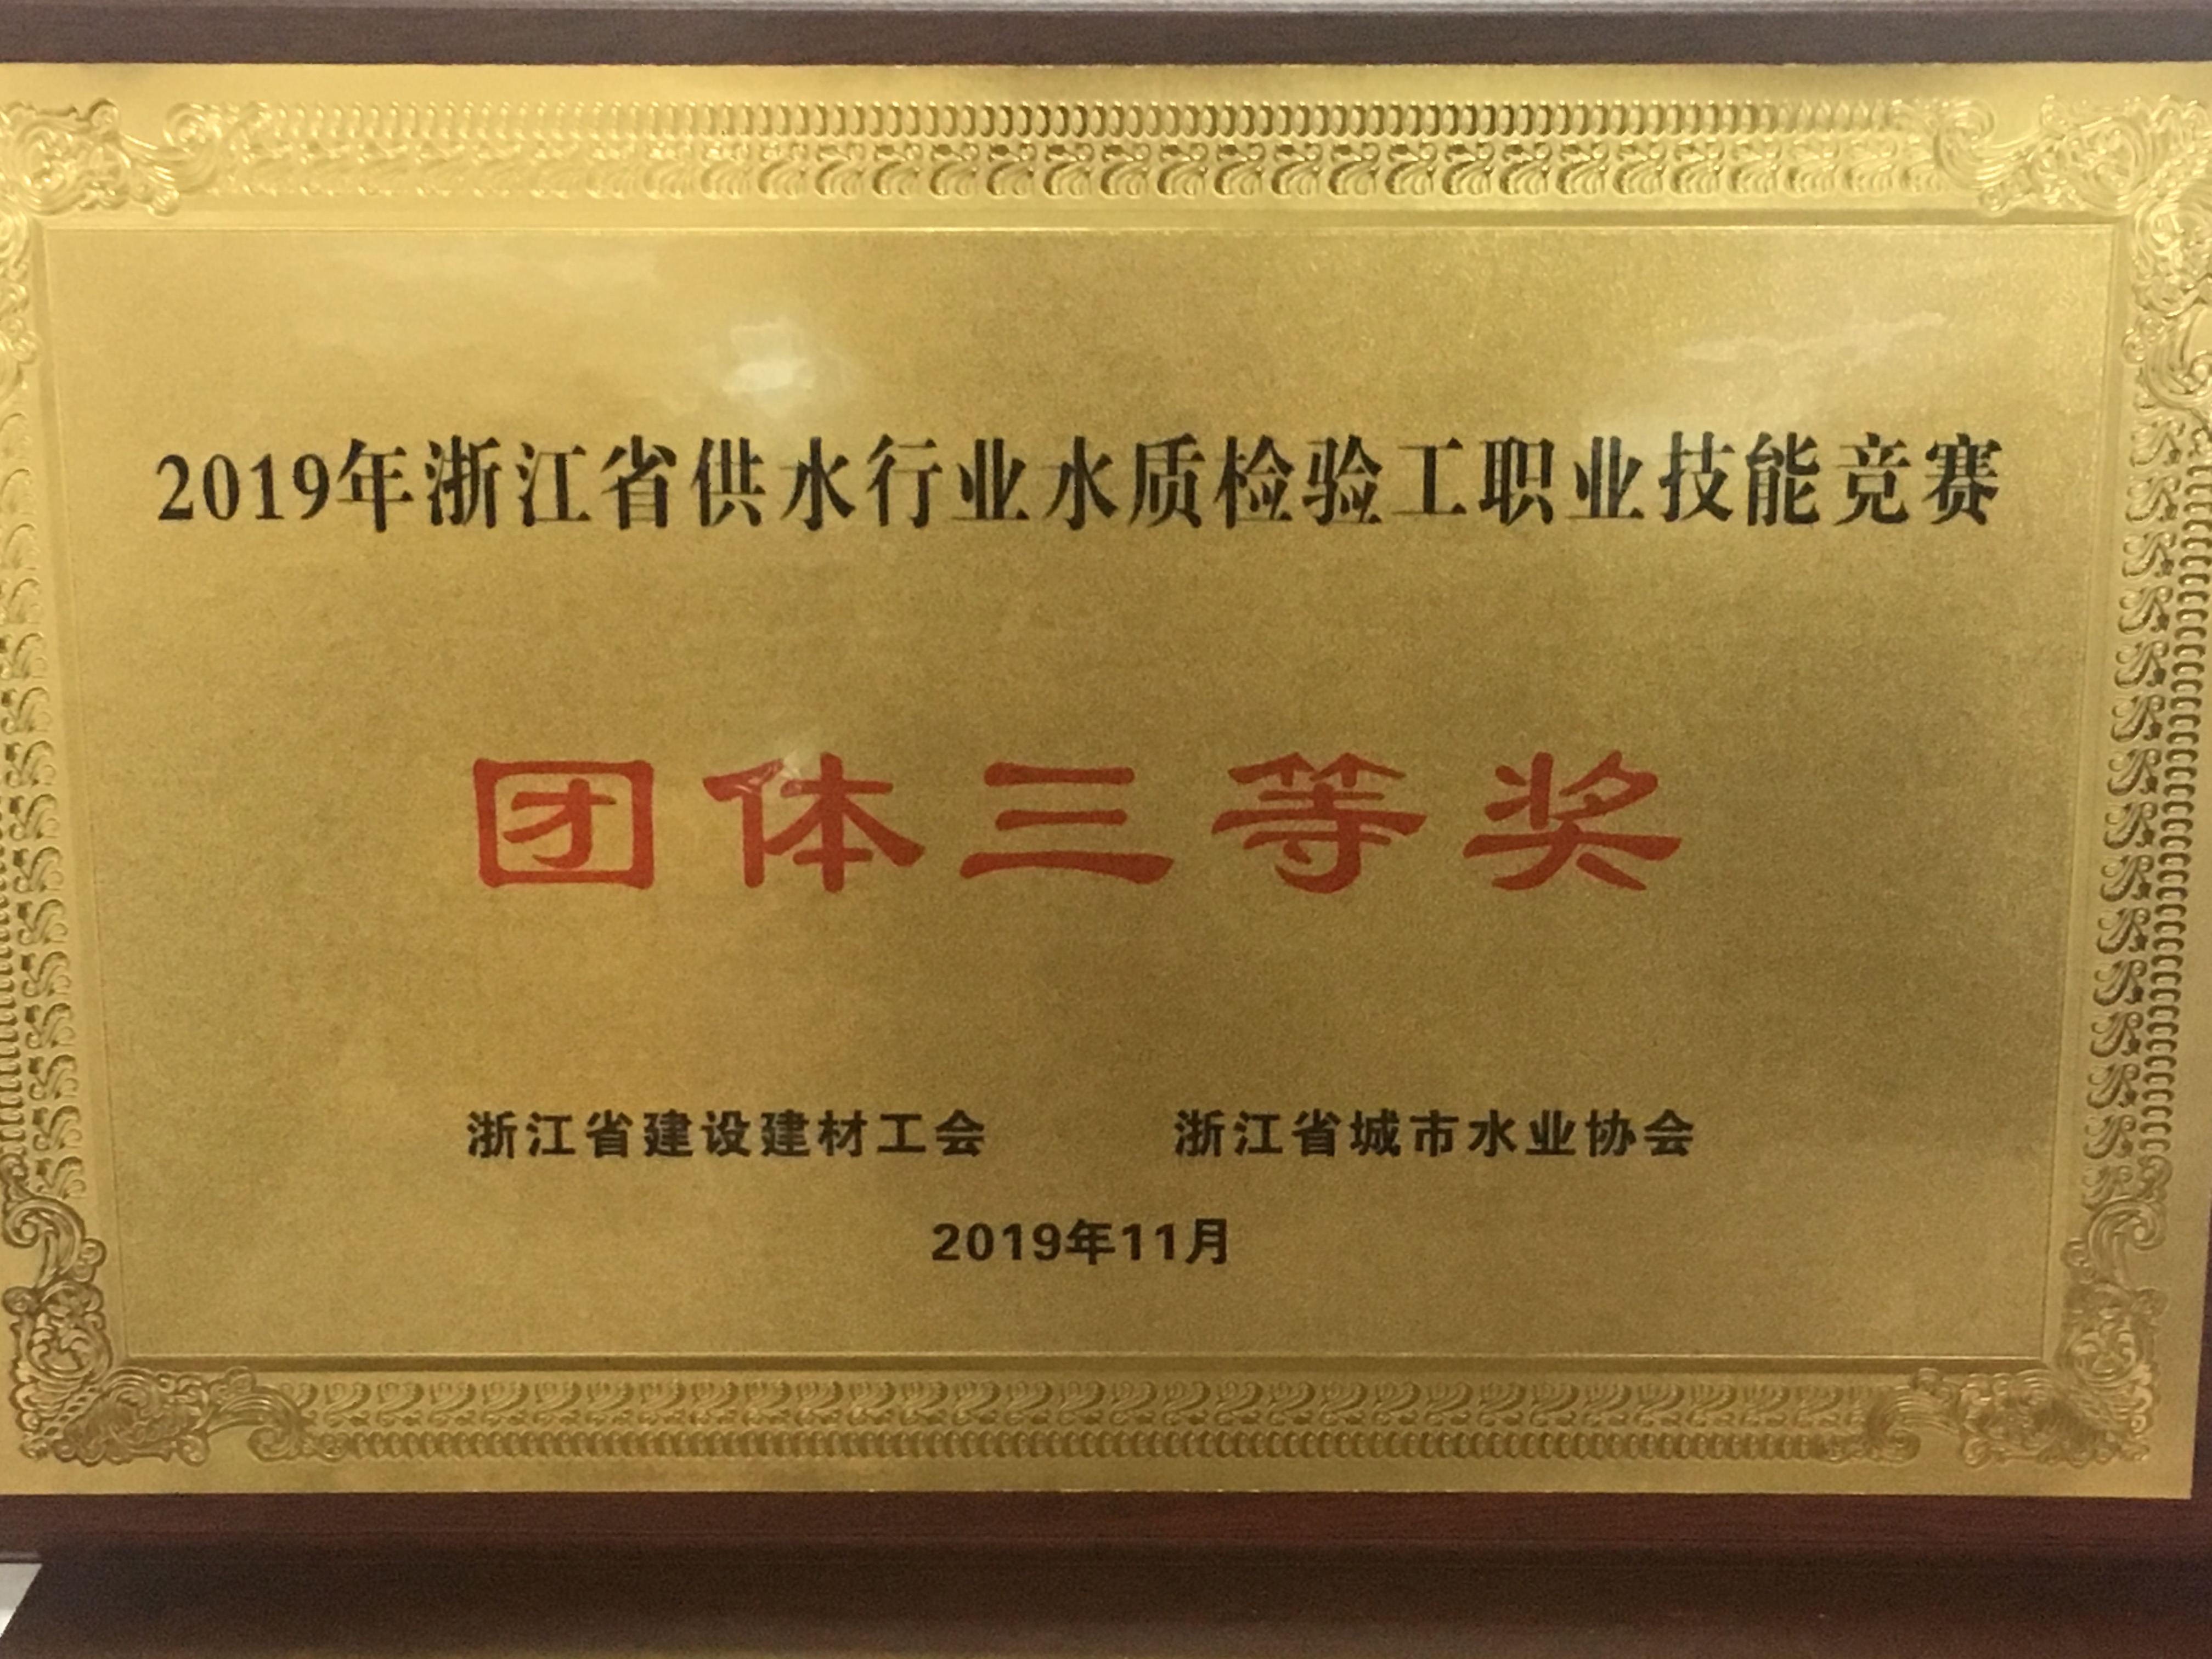 2019年浙江省供水行业水质检验工职业技能竞赛
团体三等奖
浙江省建设建材工会 浙江省城市水业协会
2019年11月